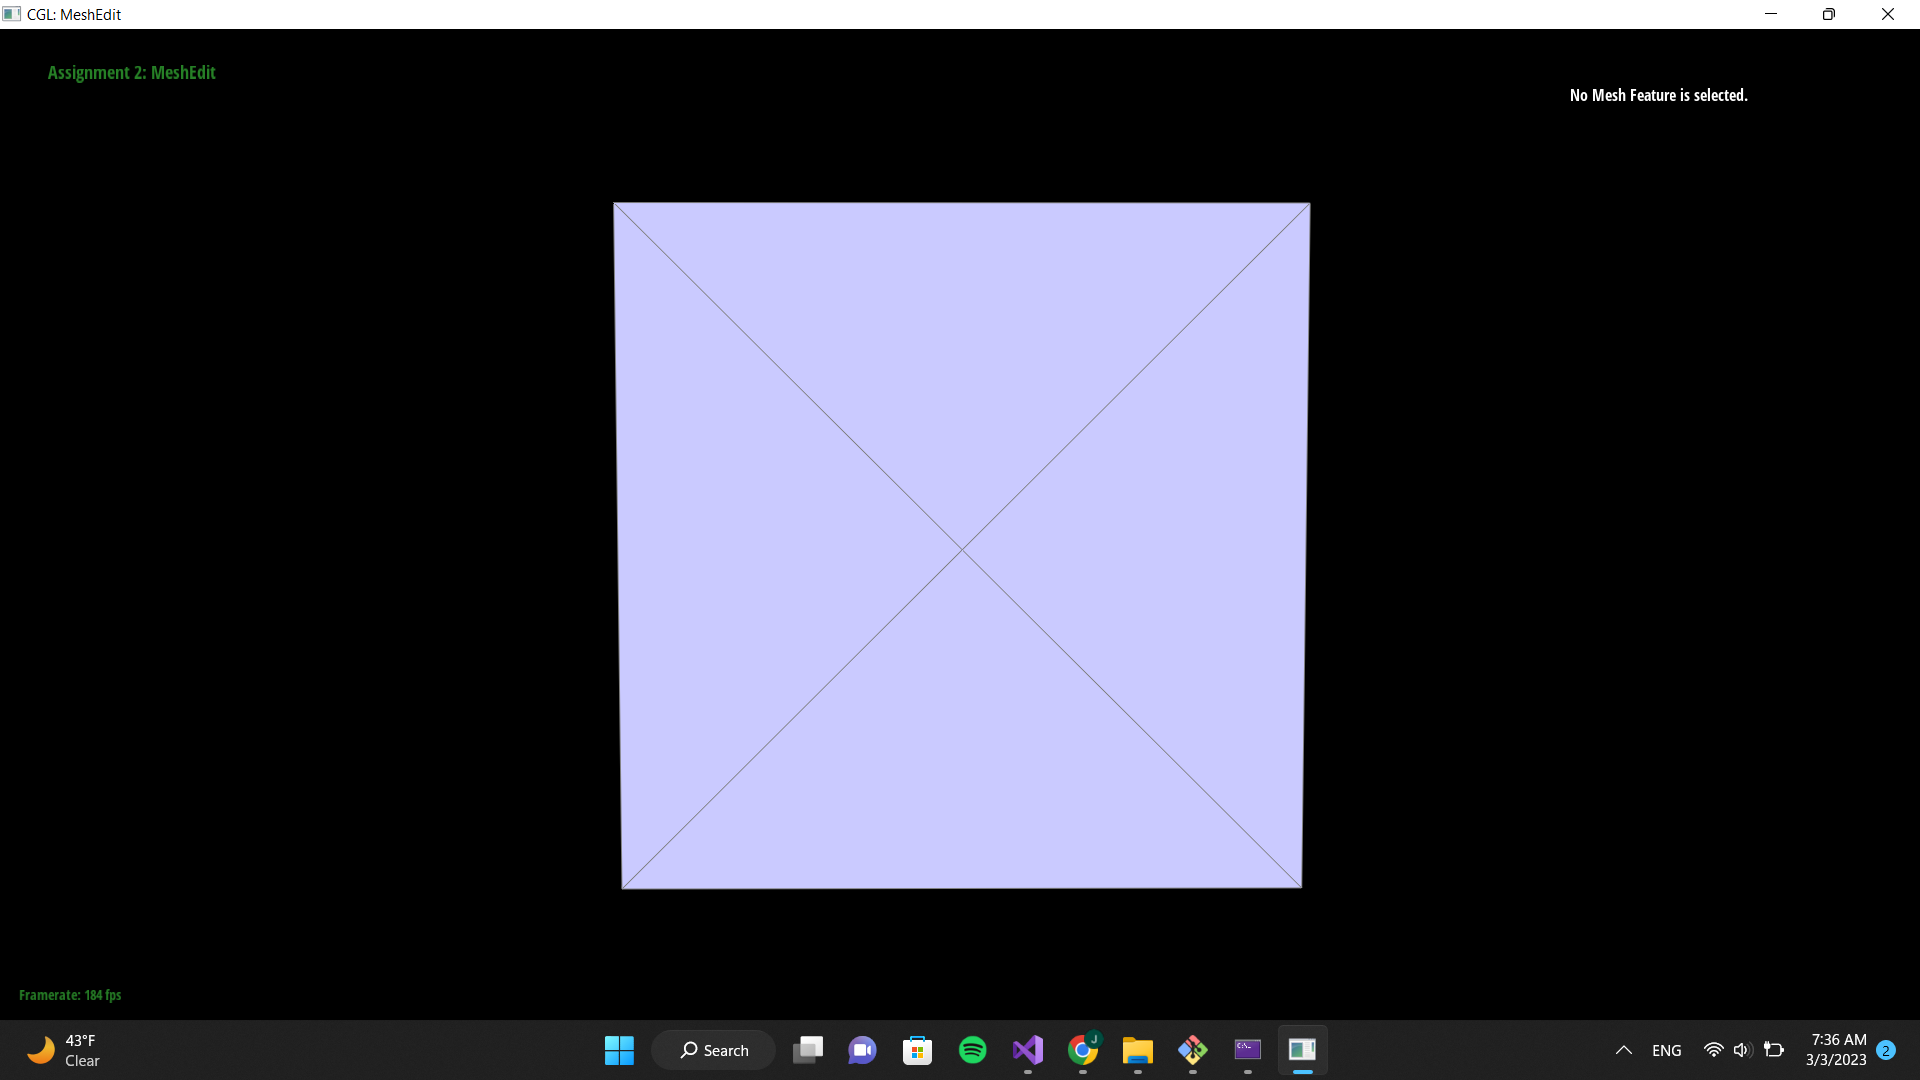 CGL: MeshEdit
Assignment 2: MeshEdit
No Mesh Feature is selected.
Framerate: 184 fps
43°F
Clear
Search
J
C:\_
ENG
7:36 AM
3/3/2023
2